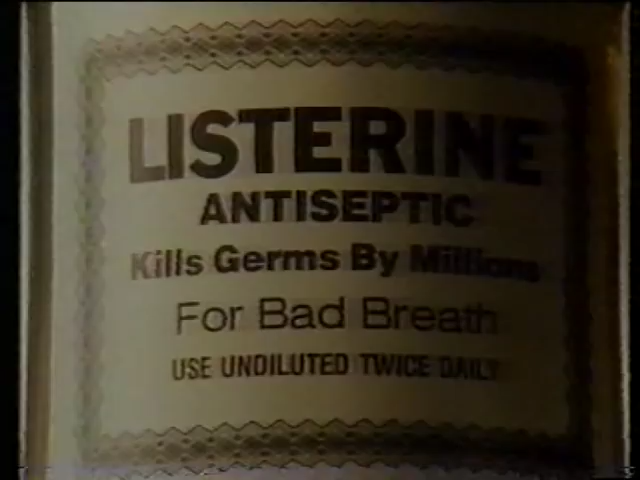 LISTERINE
ANTISEPTIC
Kills Germs By Millions
For Bad Breath
USE UNDILUTED TWICE DAILY